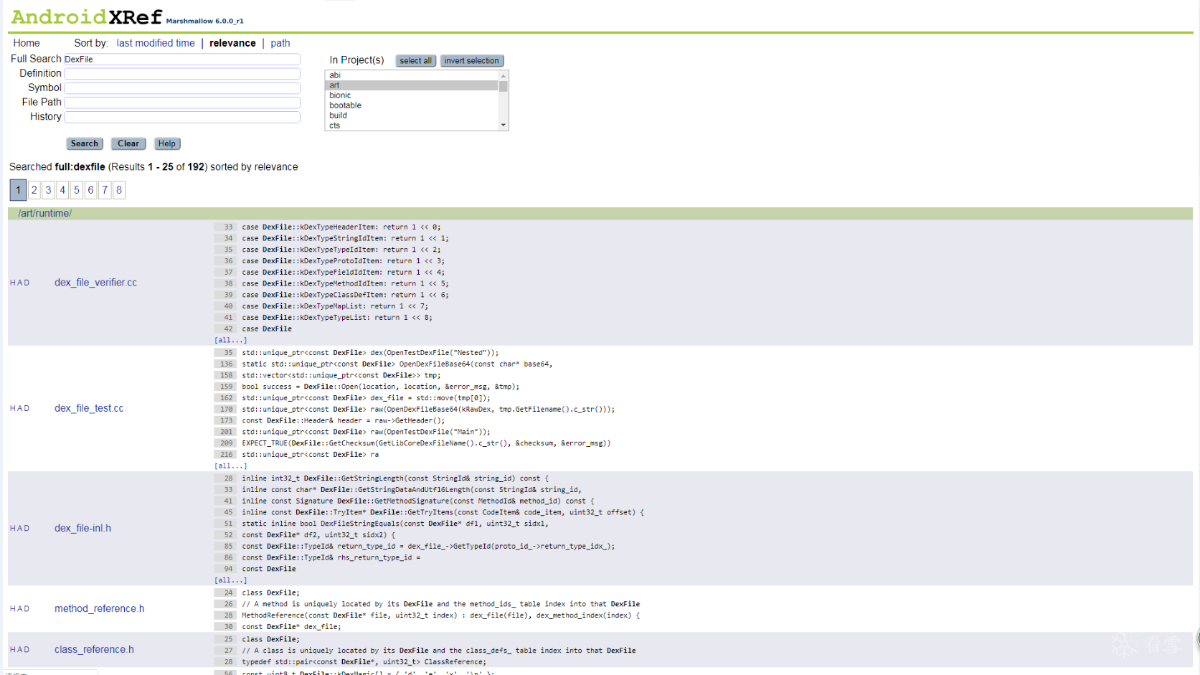 AndroidXRef Marshmallow 6.0.0_r1
Home Sort by: last modified time | relevance | path
Full Search DexFile
Definition
Symbol
File Path
History
In Project(s) select all invert selection
abi
art
bionic
bootable
build
cts
Search Clear Help
Searched full:dexfile (Results 1 - 25 of 192) sorted by relevance
1 2 3 4 5 6 7 8
/art/runtime/
H A D dex_file_verifier.cc
33 case DexFile::kDexTypeHeaderItem: return 1 << 0;
34 case DexFile::kDexTypeStringIdItem: return 1 << 1;
35 case DexFile::kDexTypeTypeIdItem: return 1 << 2;
36 case DexFile::kDexTypeProtoIdItem: return 1 << 3;
37 case DexFile::kDexTypeFieldIdItem: return 1 << 4;
38 case DexFile::kDexTypeMethodIdItem: return 1 << 5;
39 case DexFile::kDexTypeClassDefItem: return 1 << 6;
40 case DexFile::kDexTypeMapList: return 1 << 7;
41 case DexFile::kDexTypeTypeList: return 1 << 8;
42 case DexFile
[all...]
H A D dex_file_test.cc
35 std::unique_ptr<const DexFile> dex(OpenTestDexFile("Nested"));
136 static std::unique_ptr<const DexFile> OpenDexFileBase64(const char* base64,
158 std::vector<std::unique_ptr<const DexFile>> tmp;
159 bool success = DexFile::Open(location, location, &error_msg, &tmp);
162 std::unique_ptr<const DexFile> dex_file = std::move(tmp[0]);
170 std::unique_ptr<const DexFile> raw(OpenDexFileBase64(kRawDex, tmp.GetFilename().c_str()));
173 const DexFile::Header& header = raw->GetHeader();
201 std::unique_ptr<const DexFile> raw(OpenTestDexFile("Main"));
209 EXPECT_TRUE(DexFile::GetChecksum(GetLibCoreDexFileName().c_str(), &checksum, &error_msg))
216 std::unique_ptr<const DexFile> ra
[all...]
H A D dex_file-inl.h
28 inline int32_t DexFile::GetStringLength(const StringId& string_id) const {
33 inline const char* DexFile::GetStringDataAndUtf16Length(const StringId& string_id,
41 inline const Signature DexFile::GetMethodSignature(const MethodId& method_id) const {
45 inline const DexFile::TryItem* DexFile::GetTryItems(const CodeItem& code_item, uint32_t offset) {
51 static inline bool DexFileStringEquals(const DexFile* df1, uint32_t sidx1,
52 const DexFile* df2, uint32_t sidx2) {
85 const DexFile::TypeId& return_type_id = dex_file_->GetTypeId(proto_id_->return_type_idx_);
86 const DexFile::TypeId& rhs_return_type_id =
94 const DexFile
[all...]
H A D method_reference.h
24 class DexFile;
26 // A method is uniquely located by its DexFile and the method_ids_ table index into that DexFile
28 MethodReference(const DexFile* file, uint32_t index) : dex_file(file), dex_method_index(index) {
30 const DexFile* dex_file;
H A D class_reference.h
25 class DexFile;
27 // A class is uniquely located by its DexFile and the class_defs_ table index into that DexFile
28 typedef std::pair<const DexFile*, uint32_t> ClassReference;
56 const uint8_t DexFile::kDexMagic[] = { 'd', 'e', 'x', '\n' };
看雪